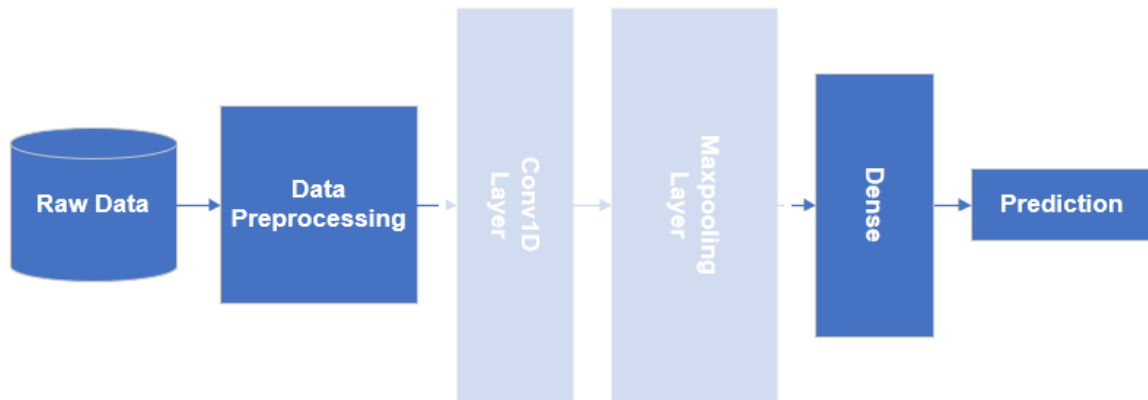 Raw Data
Data
Preprocessing
Conv1D
Layer
Maxpooling
Layer
Dense
Prediction